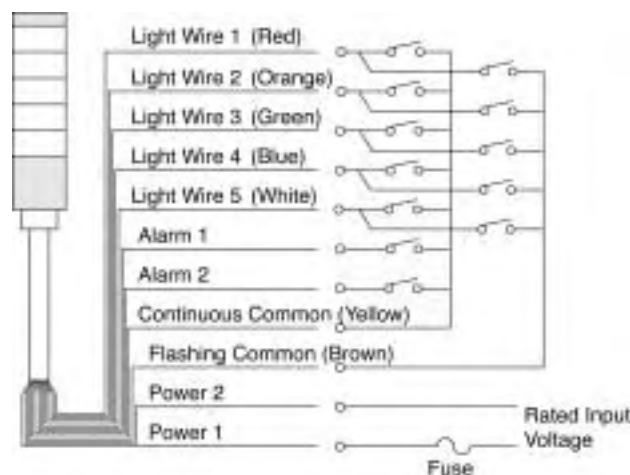 Light Wire 1 (Red)
Light Wire 2 (Orange)
Light Wire 3 (Green)
Light Wire 4 (Blue)
Light Wire 5 (White)
Alarm 1
Alarm 2
Continuous Common (Yellow)
Flashing Common (Brown)
Power 2
Power 1
Rated Input
Voltage
Fuse